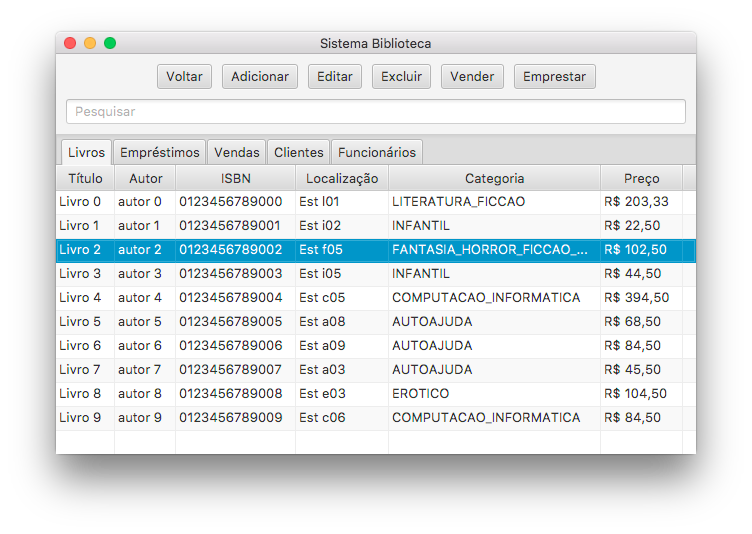 Sistema Biblioteca
Voltar Adicionar Editar Excluir Vender Emprestar
Pesquisar
Livros Empréstimos Vendas Clientes Funcionários
Título Autor ISBN Localização Categoria Preço
Livro 0 autor 0 0123456789000 Est l01 LITERATURA_FICCAO R$ 203,33
Livro 1 autor 1 0123456789001 Est i02 INFANTIL R$ 22,50
Livro 2 autor 2 0123456789002 Est f05 FANTASIA_HORROR_FICCAO_... R$ 102,50
Livro 3 autor 3 0123456789003 Est i05 INFANTIL R$ 44,50
Livro 4 autor 4 0123456789004 Est c05 COMPUTACAO_INFORMATICA R$ 394,50
Livro 5 autor 5 0123456789005 Est a08 AUTOAJUDA R$ 68,50
Livro 6 autor 6 0123456789006 Est a09 AUTOAJUDA R$ 84,50
Livro 7 autor 7 0123456789007 Est a03 AUTOAJUDA R$ 45,50
Livro 8 autor 8 0123456789008 Est e03 EROTICO R$ 104,50
Livro 9 autor 9 0123456789009 Est c06 COMPUTACAO_INFORMATICA R$ 84,50